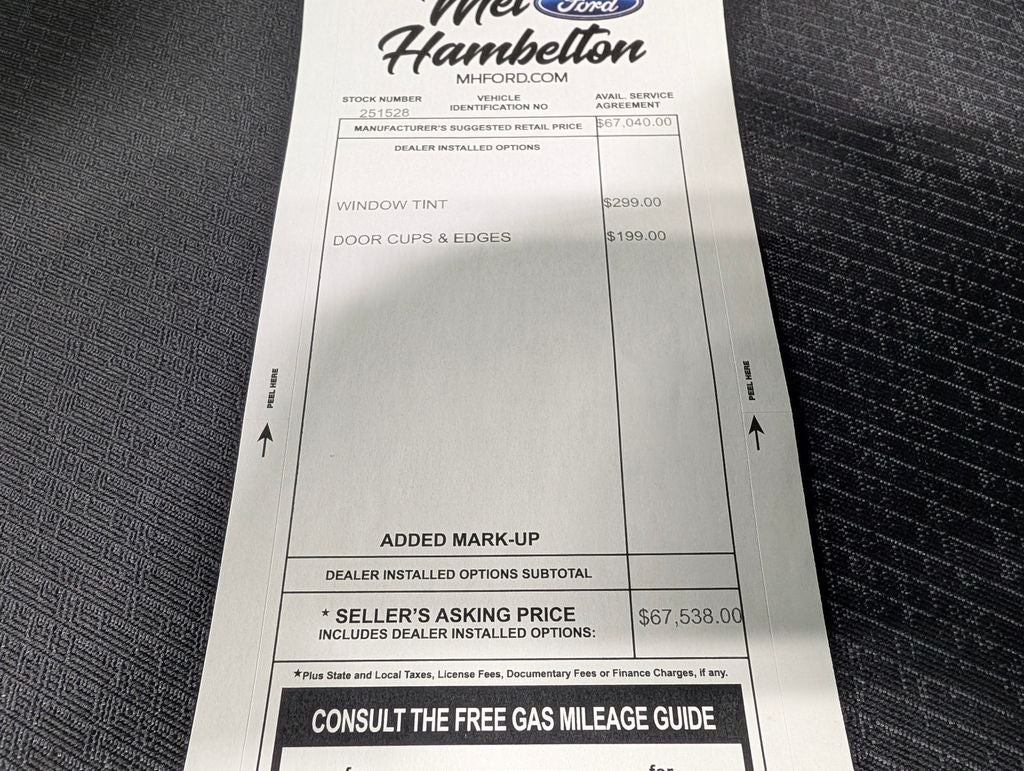 Mel Ford
Hambelton
MHFORD.COM
STOCK NUMBER
251528
VEHICLE
IDENTIFICATION NO
AVAIL. SERVICE
AGREEMENT
MANUFACTURER'S SUGGESTED RETAIL PRICE $67,040.00
DEALER INSTALLED OPTIONS
WINDOW TINT $299.00
DOOR CUPS & EDGES $199.00
PEEL HERE
PEEL HERE
ADDED MARK-UP
DEALER INSTALLED OPTIONS SUBTOTAL
* SELLER'S ASKING PRICE $67,538.00
INCLUDES DEALER INSTALLED OPTIONS:
*Plus State and Local Taxes, License Fees, Documentary Fees or Finance Charges, if any.
CONSULT THE FREE GAS MILEAGE GUIDE